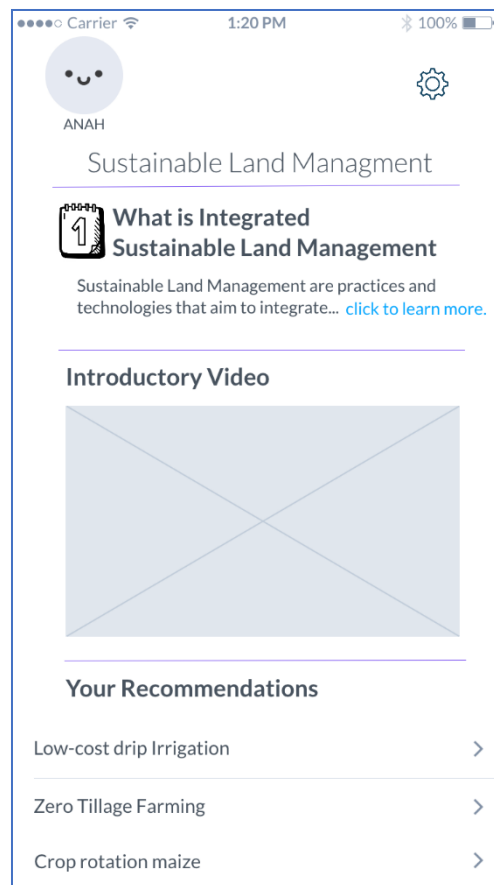 Carrier 1:20 PM 100%
ANAH
Sustainable Land Managment
1 What is Integrated
Sustainable Land Management
Sustainable Land Management are practices and
technologies that aim to integrate... click to learn more.
Introductory Video
Your Recommendations
Low-cost drip Irrigation
Zero Tillage Farming
Crop rotation maize